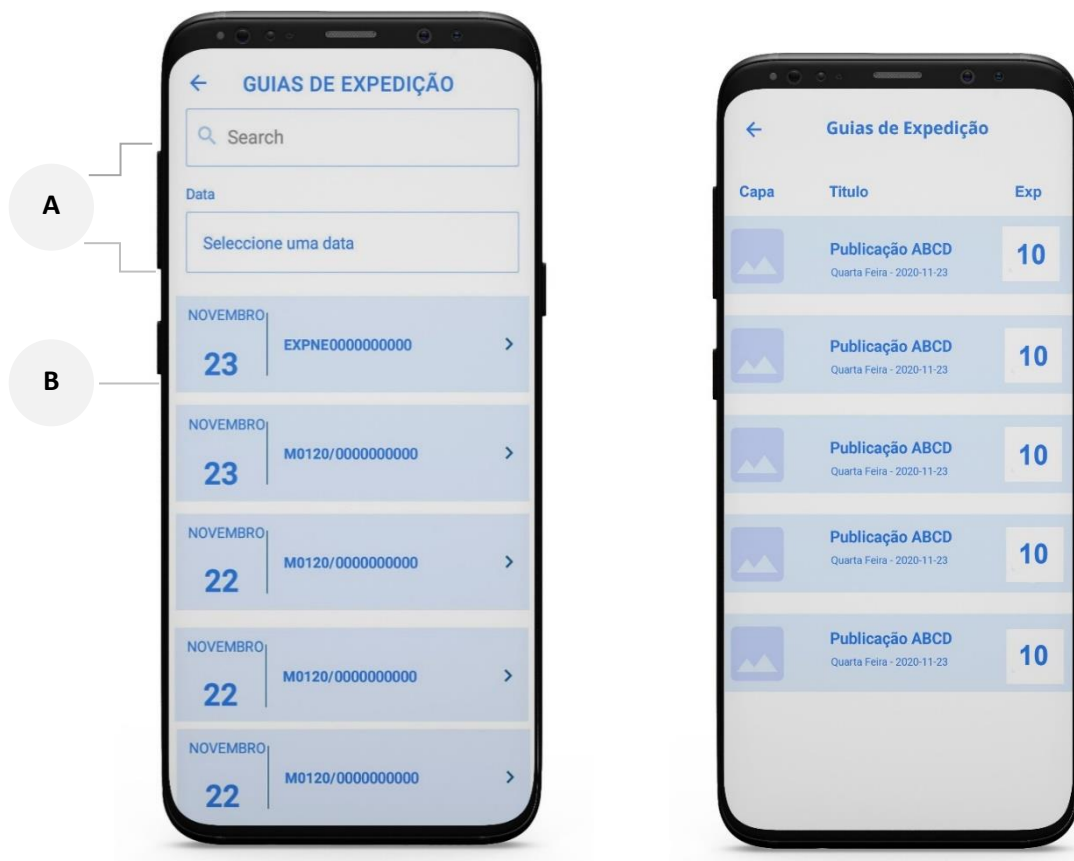 A
B
GUIAS DE EXPEDIÇÃO
Search
Data
Seleccione uma data
NOVEMBRO
23
EXPNE0000000000
NOVEMBRO
23
M0120/0000000000
NOVEMBRO
22
M0120/0000000000
NOVEMBRO
22
M0120/0000000000
NOVEMBRO
22
M0120/0000000000
Guias de Expedição
Capa Titulo Exp
Publicação ABCD
Quarta Feira - 2020-11-23
10
Publicação ABCD
Quarta Feira - 2020-11-23
10
Publicação ABCD
Quarta Feira - 2020-11-23
10
Publicação ABCD
Quarta Feira - 2020-11-23
10
Publicação ABCD
Quarta Feira - 2020-11-23
10